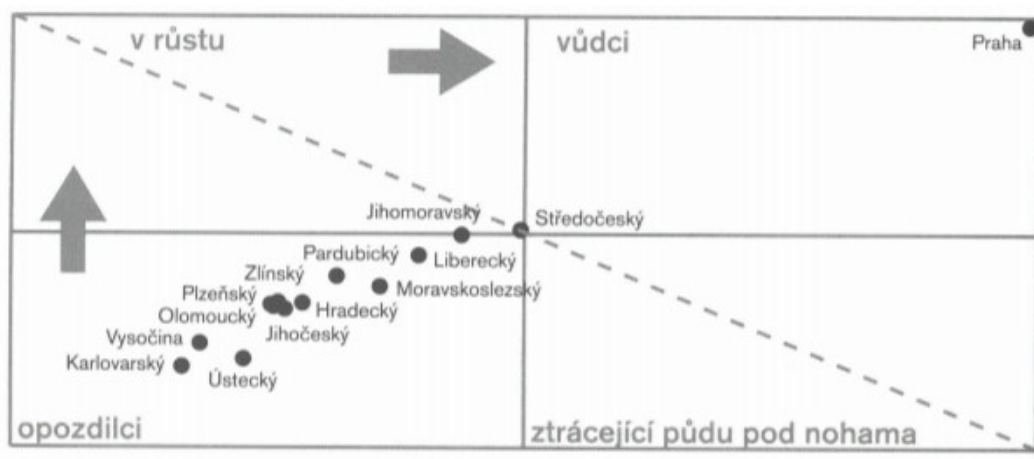 v růstu
vůdci
Praha
Jihomoravský
Středočeský
Pardubický
Liberecký
Zlínský
Moravskoslezský
Plzeňský
Hradecký
Olomoucký
Jihočeský
Vysočina
Karlovarský
Ústecký
opozdilci
ztrácející půdu pod nohama